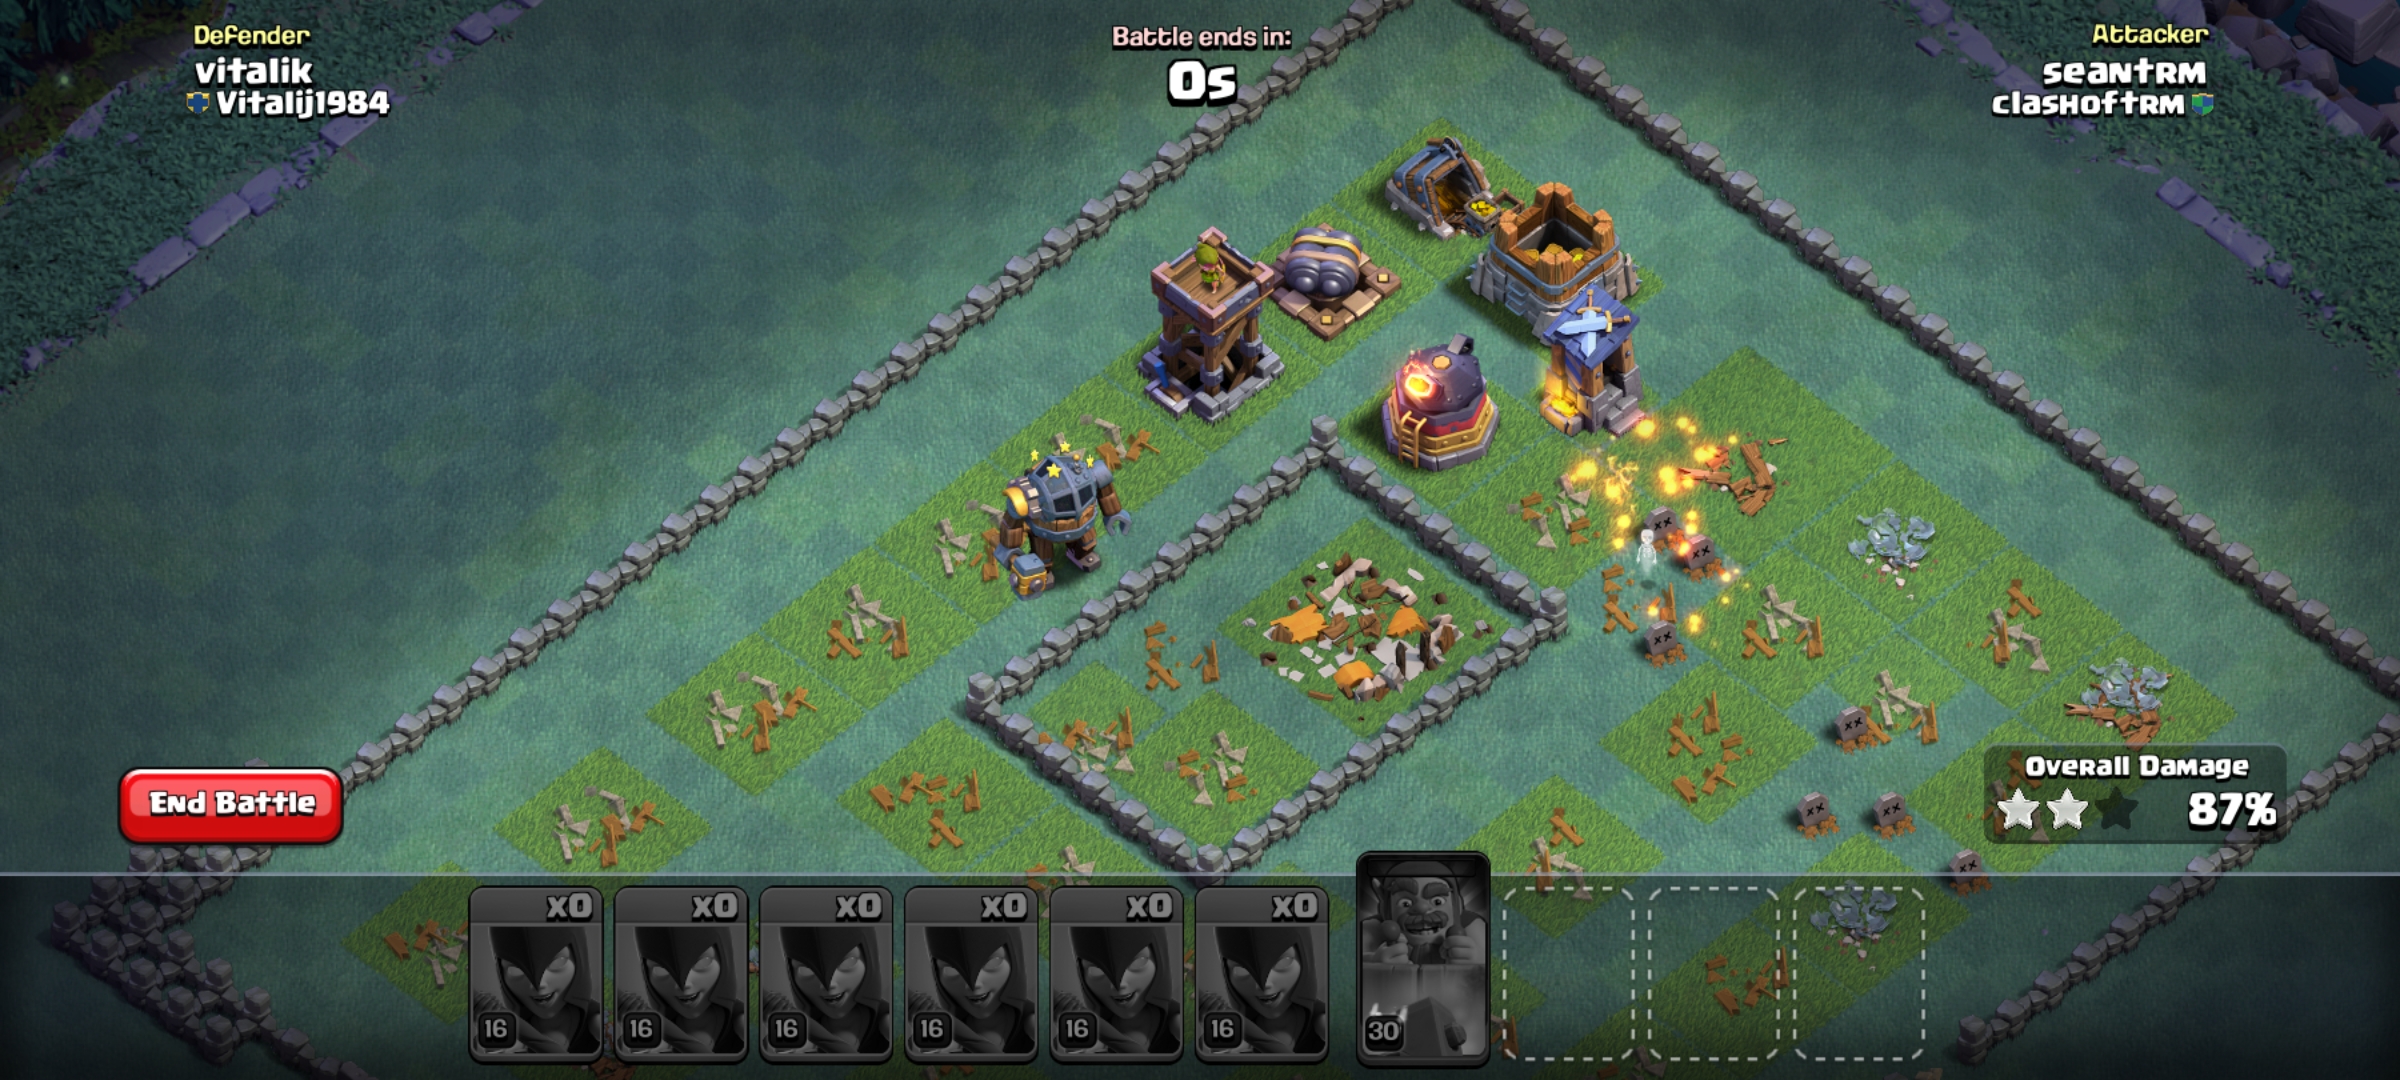 Defender
vitalik
Vitalij1984
Battle ends in:
0s
Attacker
seantRM
clashoftRM
End Battle
Overall Damage
87%
x0
x0
x0
x0
x0
x0
16
16
16
16
16
16
30